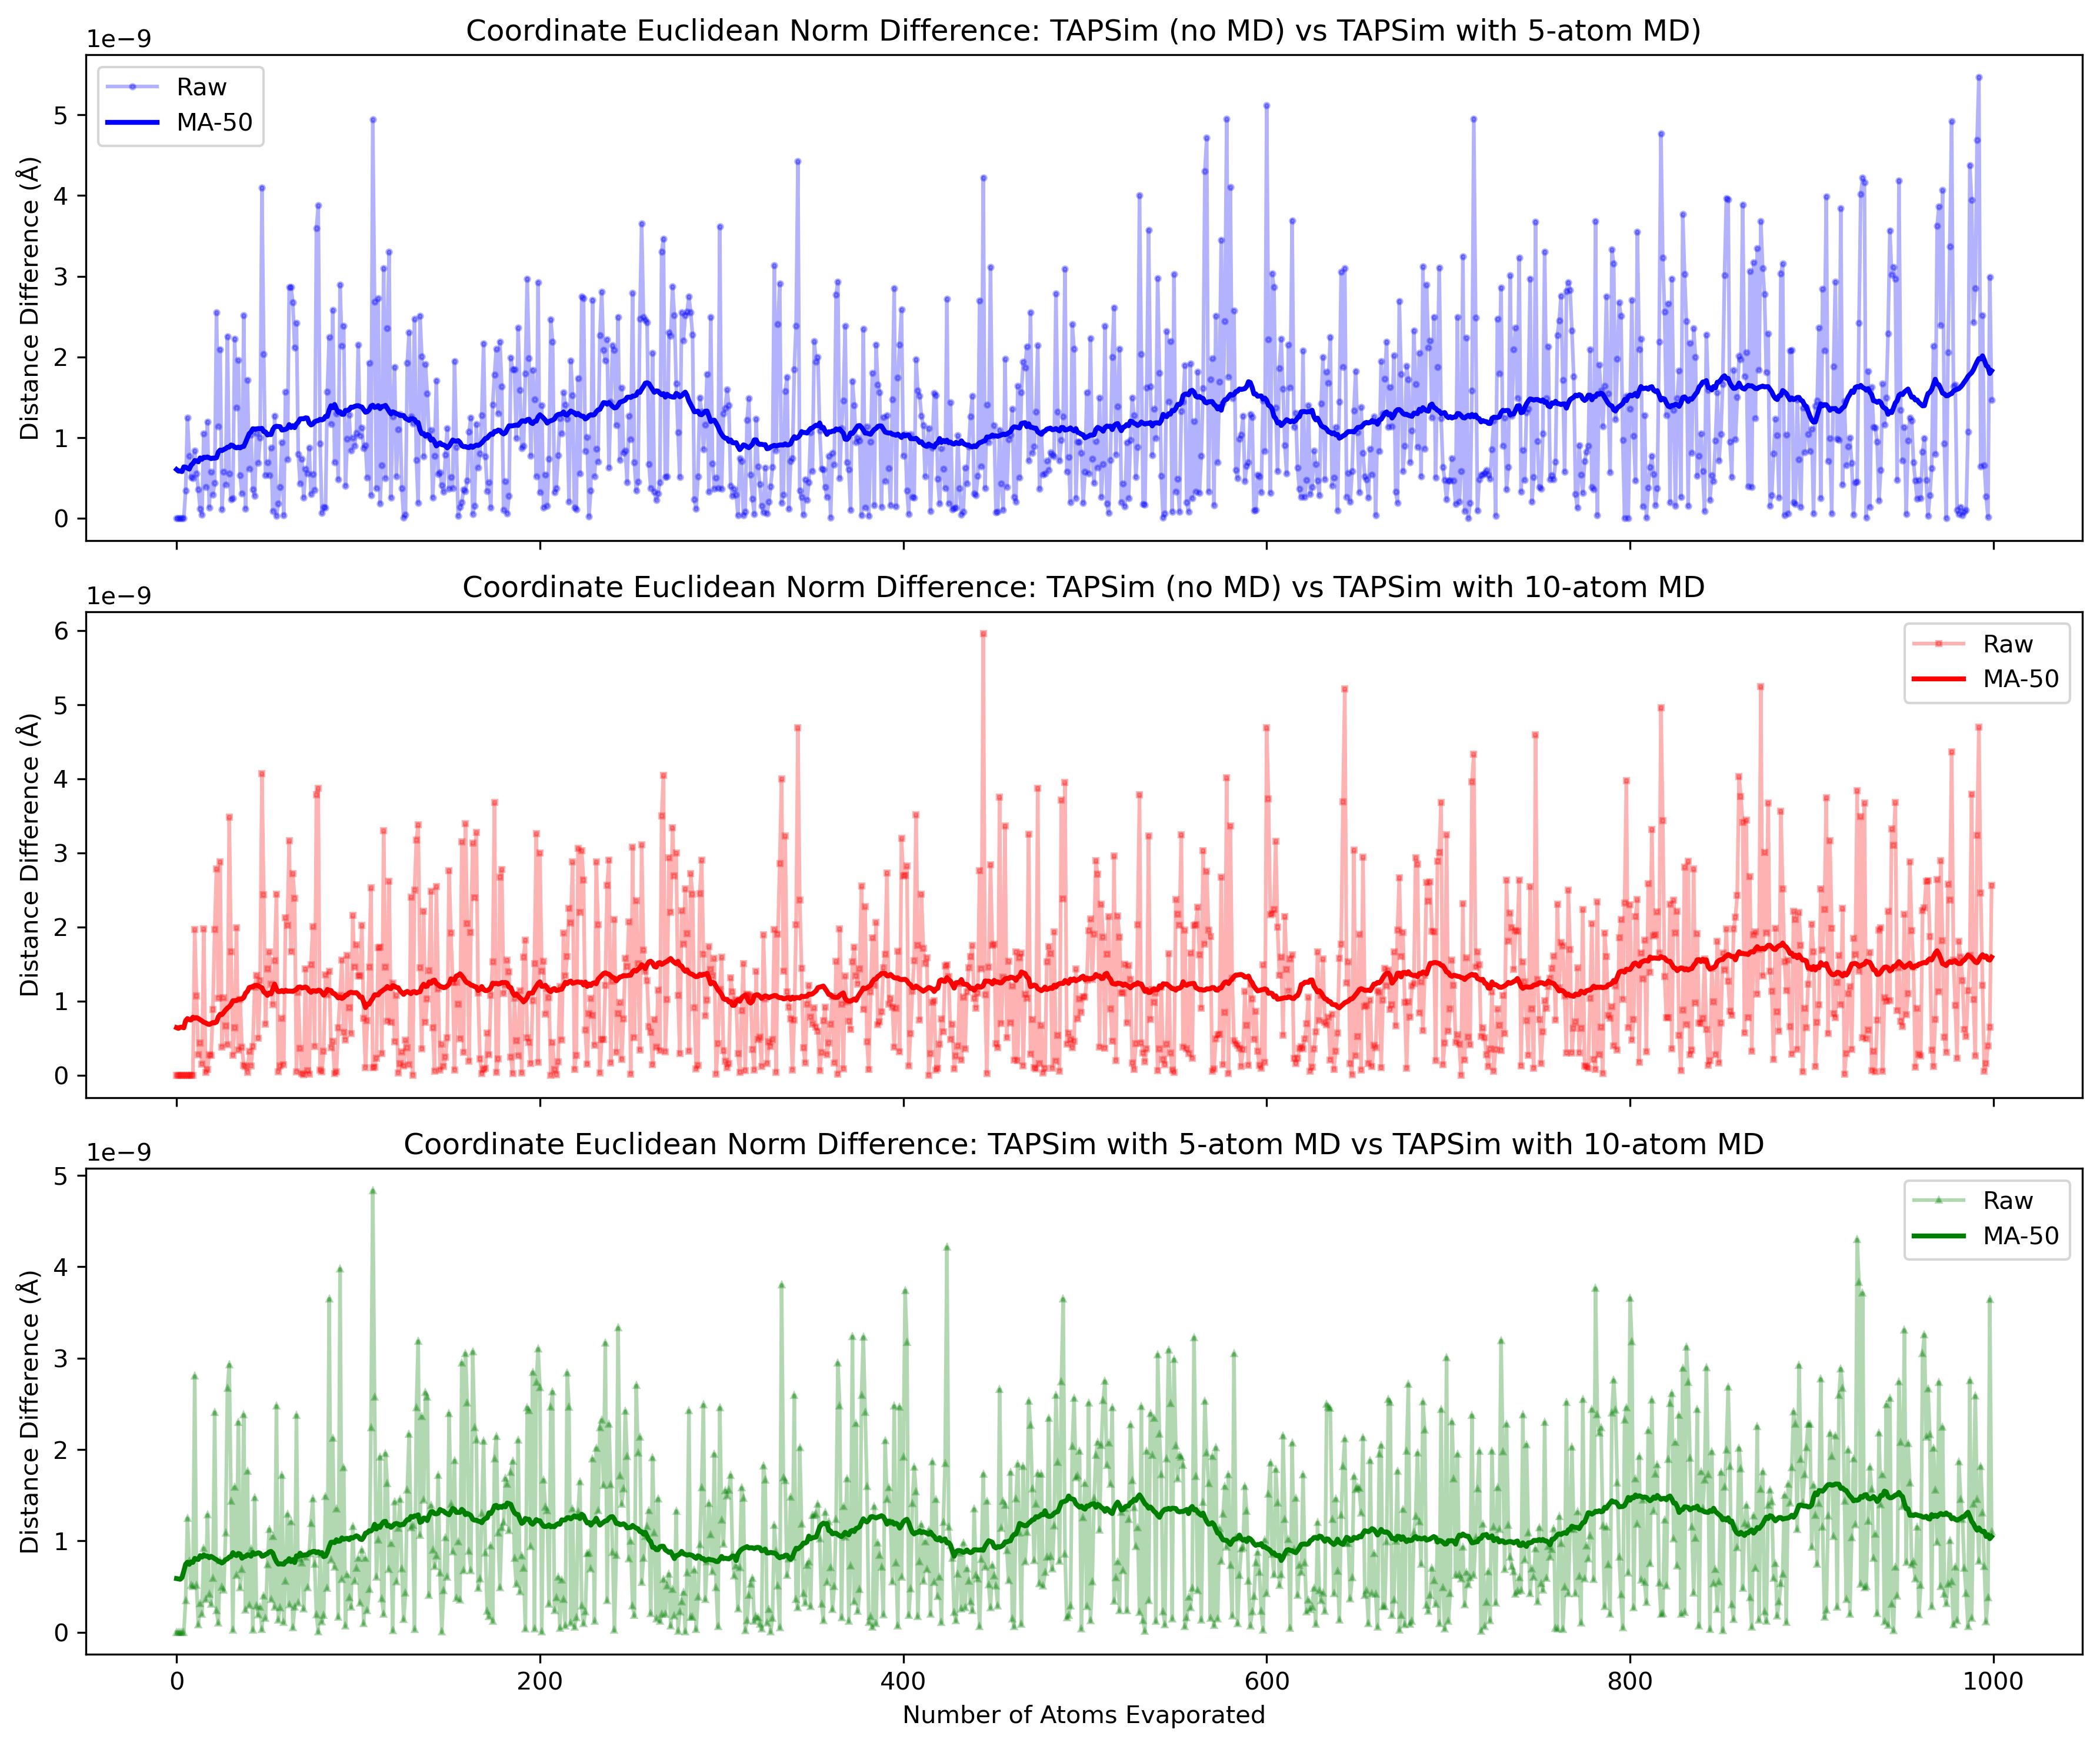 Coordinate Euclidean Norm Difference: TAPSim (no MD) vs TAPSim with 5-atom MD)
1e−9
Raw
MA-50
5
4
3
2
1
0
Distance Difference (Å)
Coordinate Euclidean Norm Difference: TAPSim (no MD) vs TAPSim with 10-atom MD
1e−9
Raw
MA-50
6
5
4
3
2
1
0
Distance Difference (Å)
Coordinate Euclidean Norm Difference: TAPSim with 5-atom MD vs TAPSim with 10-atom MD
1e−9
Raw
MA-50
5
4
3
2
1
0
Distance Difference (Å)
0 200 400 600 800 1000
Number of Atoms Evaporated